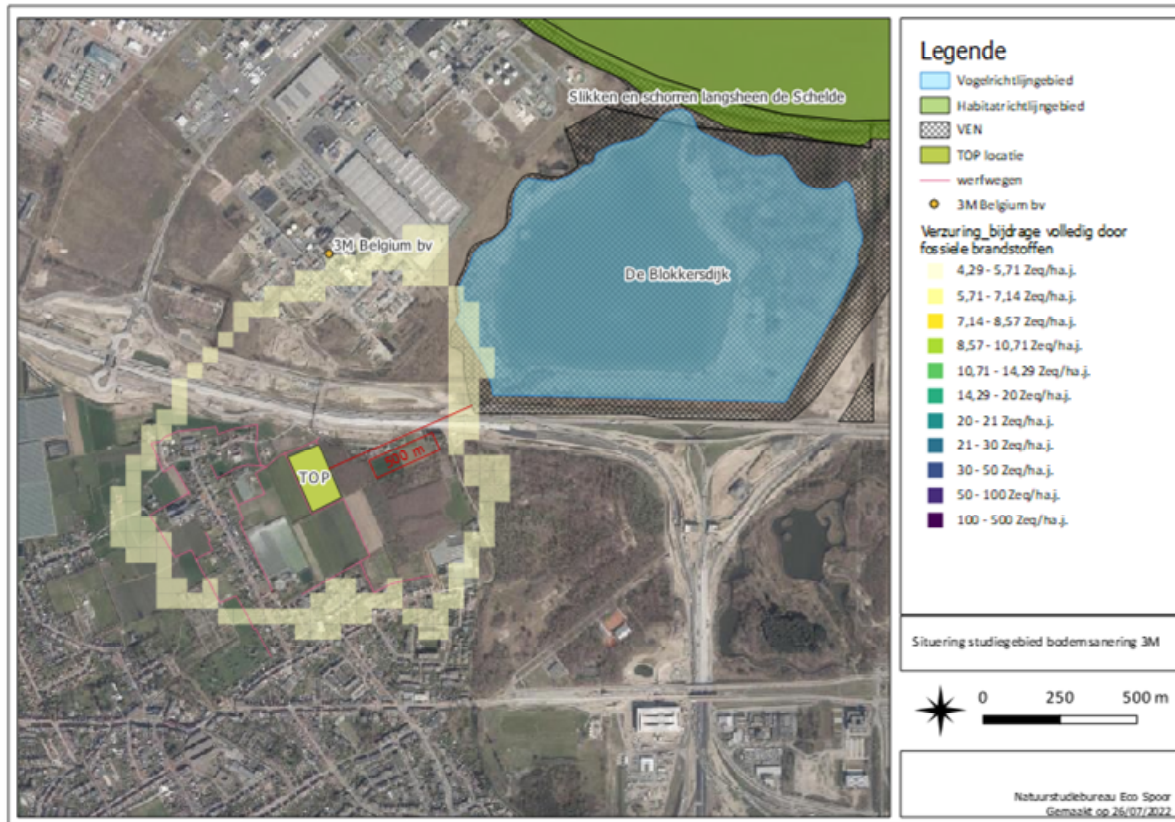 Slikken en schorren langsheen de Schelde
3M Belgium bv
De Blokkersdijk
500 m
TOP
Legende
Vogelrichtlijngebied
Habitatrichtlijngebied
VEN
TOP locatie
werfwegen
3M Belgium bv
Verzuring_bijdrage volledig door
fossiele brandstoffen
4,29 - 5,71 Zeq/ha.j.
5,71 - 7,14 Zeq/ha.j.
7,14 - 8,57 Zeq/ha.j.
8,57 - 10,71 Zeq/ha.j.
10,71 - 14,29 Zeq/ha.j.
14,29 - 20 Zeq/ha.j.
20 - 21 Zeq/ha.j.
21 - 30 Zeq/ha.j.
30 - 50 Zeq/ha.j.
50 - 100 Zeq/ha.j.
100 - 500 Zeq/ha.j.
Situering studiegebied bodemsanering 3M
0 250 500 m
Natuurstudiebureau Eco Spoor
Gemaakt op 26/07/2022